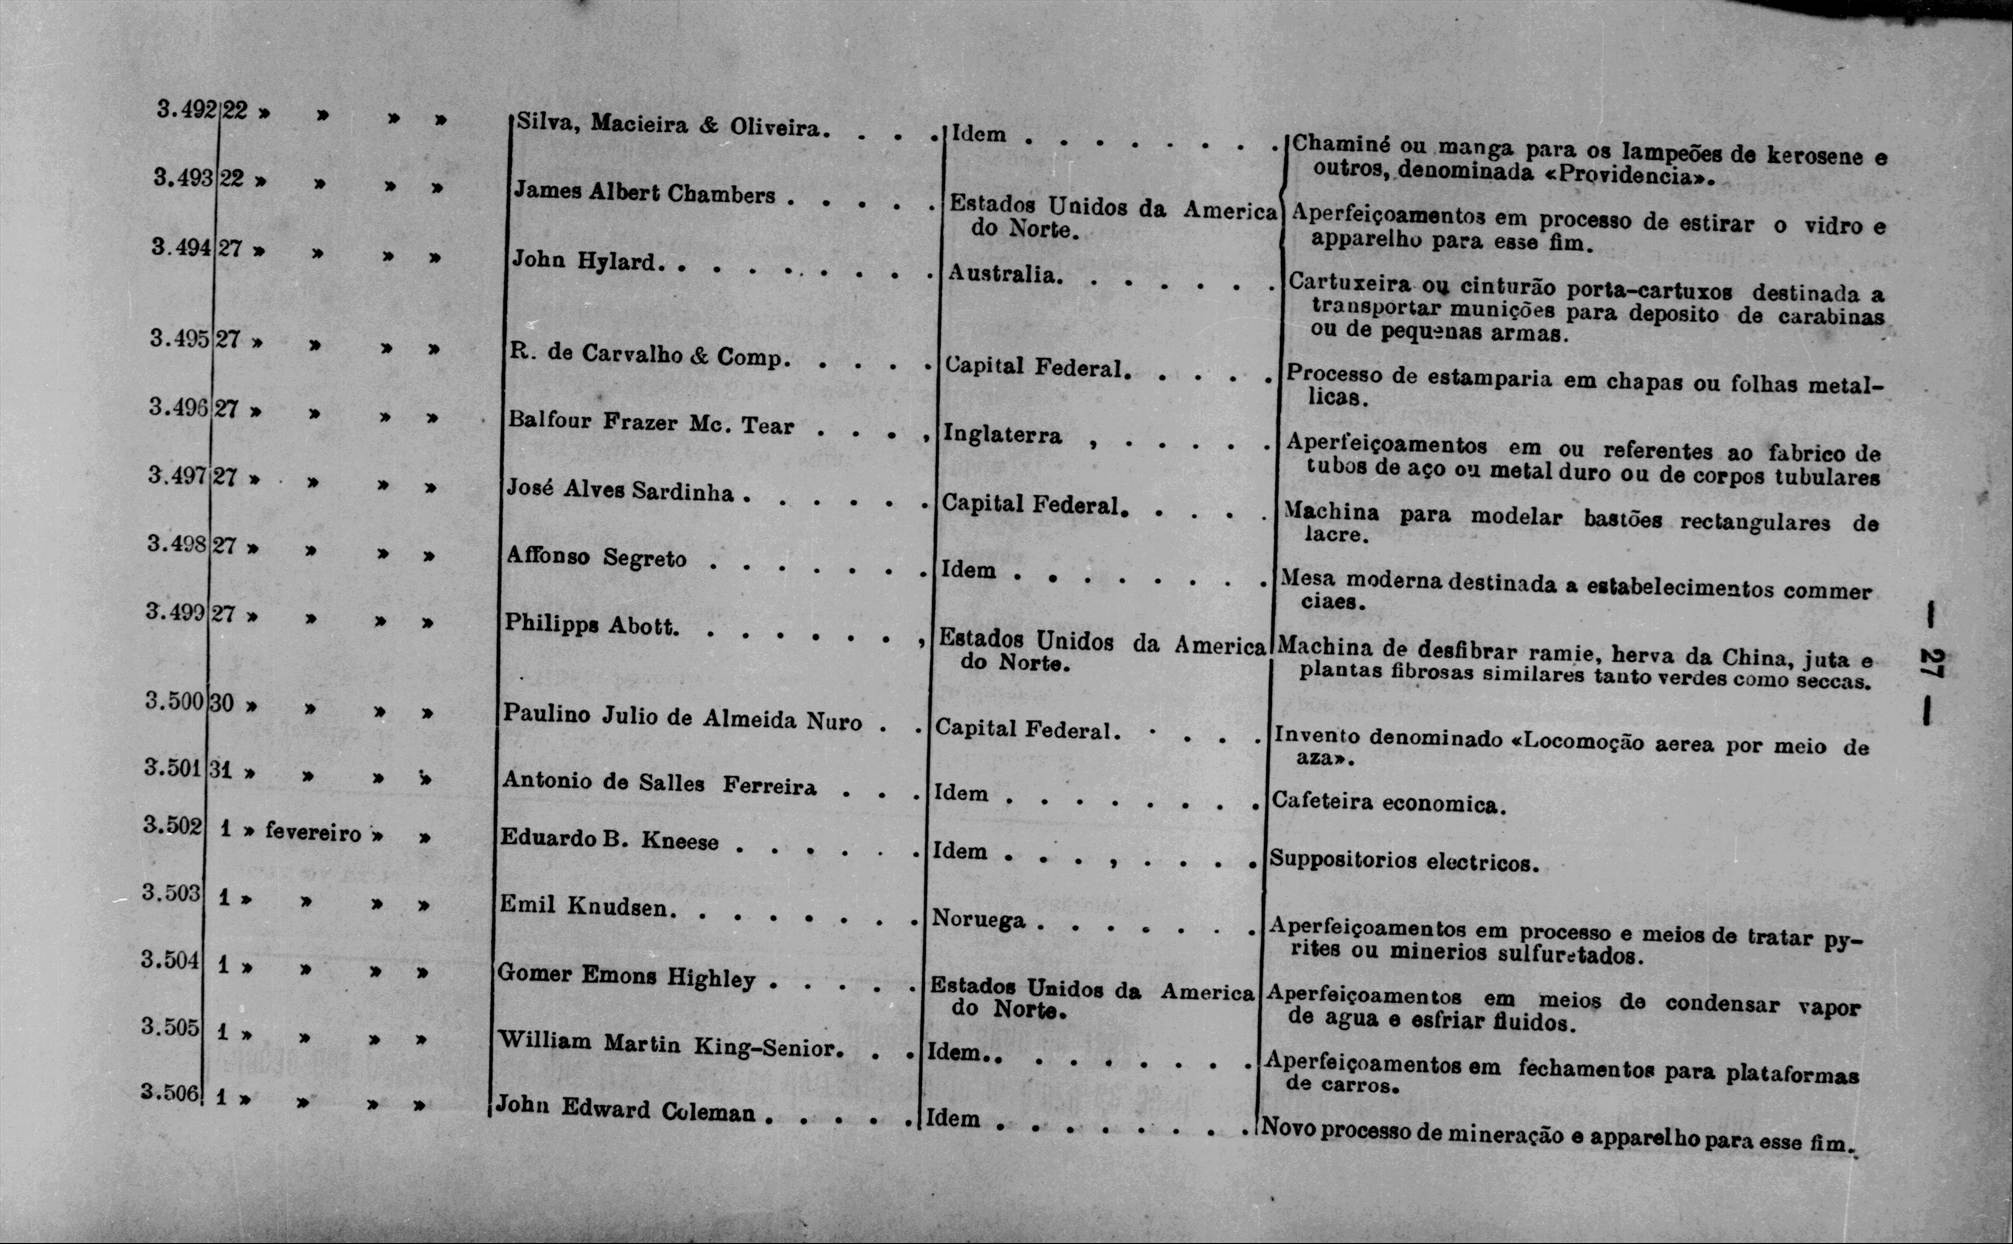 3.492 22 » » » » Silva, Macieira & Oliveira. . . . Idem . . . . . . . . Chaminé ou manga para os lampeões de kerosene e
outros, denominada «Providencia».
3.493 22 » » » » James Albert Chambers . . . . . Estados Unidos da America Aperfeiçoamentos em processo de estirar o vidro e
do Norte. apparelho para esse fim.
3.494 27 » » » » John Hylard. . . . . . . . . Australia. . . . . . . Cartuxeira ou cinturão porta-cartuxos destinada a
transportar munições para deposito de carabinas
ou de pequenas armas.
3.495 27 » » » » R. de Carvalho & Comp. . . . . Capital Federal. . . . . Processo de estamparia em chapas ou folhas metal-
licas.
3.496 27 » » » » Balfour Frazer Mc. Tear . . . , Inglaterra , . . . . . Aperfeiçoamentos em ou referentes ao fabrico de
tubos de aço ou metal duro ou de corpos tubulares
3.497 27 » » » » José Alves Sardinha . . . . . . Capital Federal. . . . . Machina para modelar bastões rectangulares de
lacre.
3.498 27 » » » » Affonso Segreto . . . . . . . Idem . . . . . . . . Mesa moderna destinada a estabelecimentos commer
ciaes.
3.499 27 » » » » Philipps Abott. . . . . . . , Estados Unidos da America Machina de desfibrar ramie, herva da China, juta e
do Norte. plantas fibrosas similares tanto verdes como seccas.
3.500 30 » » » » Paulino Julio de Almeida Nuro . . Capital Federal. . . . . Invento denominado «Locomoção aerea por meio de
aza».
3.501 31 » » » » Antonio de Salles Ferreira . . . Idem . . . . . . . . Cafeteira economica.
3.502 1 » fevereiro » » Eduardo B. Kneese . . . . . . Idem . . . , . . . . Suppositorios electricos.
3.503 1 » » » » Emil Knudsen. . . . . . . . Noruega . . . . . . . Aperfeiçoamentos em processo e meios de tratar py-
rites ou minerios sulfuretados.
3.504 1 » » » » Gomer Emons Highley . . . . . Estados Unidos da America Aperfeiçoamentos em meios de condensar vapor
do Norte. de agua e esfriar fluidos.
3.505 1 » » » » William Martin King-Senior. . . Idem.. . . . . . . . Aperfeiçoamentos em fechamentos para plataformas
de carros.
3.506 1 » » » » John Edward Coleman . . . . . Idem . . . . . . . . Novo processo de mineração e apparelho para esse fim.
— 27 —